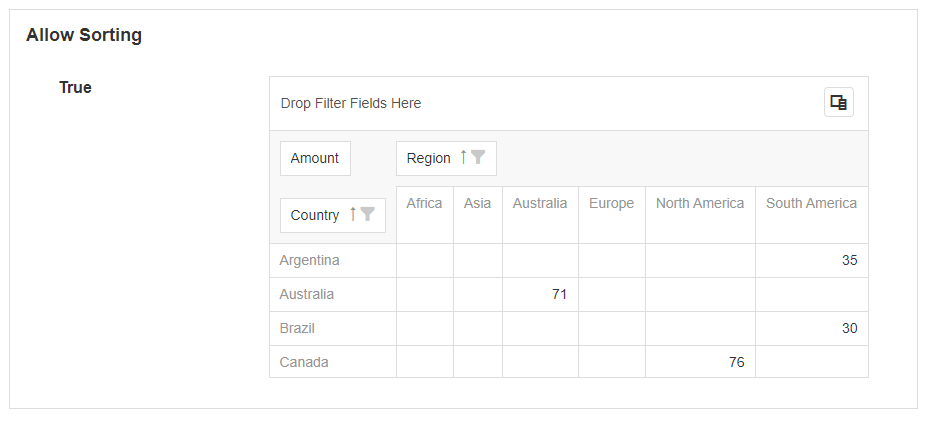 Allow Sorting
True
Drop Filter Fields Here
Amount
Region
Country
Africa Asia Australia Europe North America South America
Argentina 35
Australia 71
Brazil 30
Canada 76